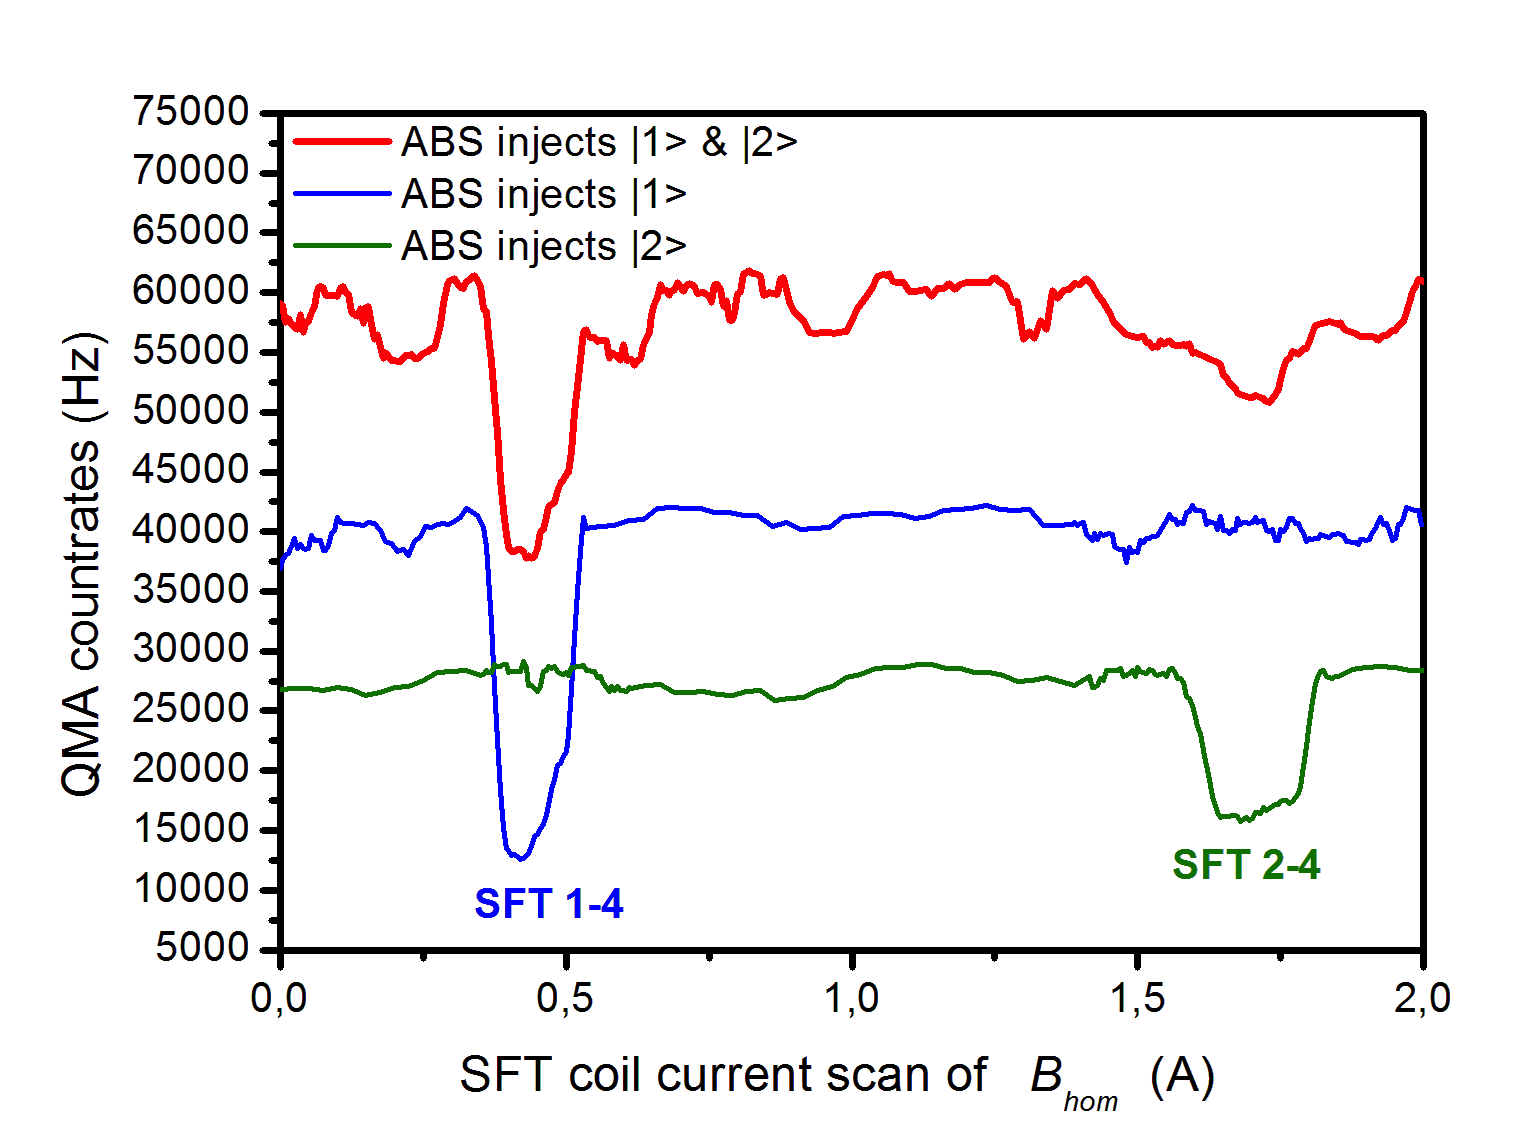 75000
70000
65000
60000
55000
50000
45000
40000
35000
30000
25000
20000
15000
10000
5000
QMA countrates (Hz)
ABS injects |1> & |2>
ABS injects |1>
ABS injects |2>
SFT 1-4
SFT 2-4
0,0 0,5 1,0 1,5 2,0
SFT coil current scan of B_hom (A)